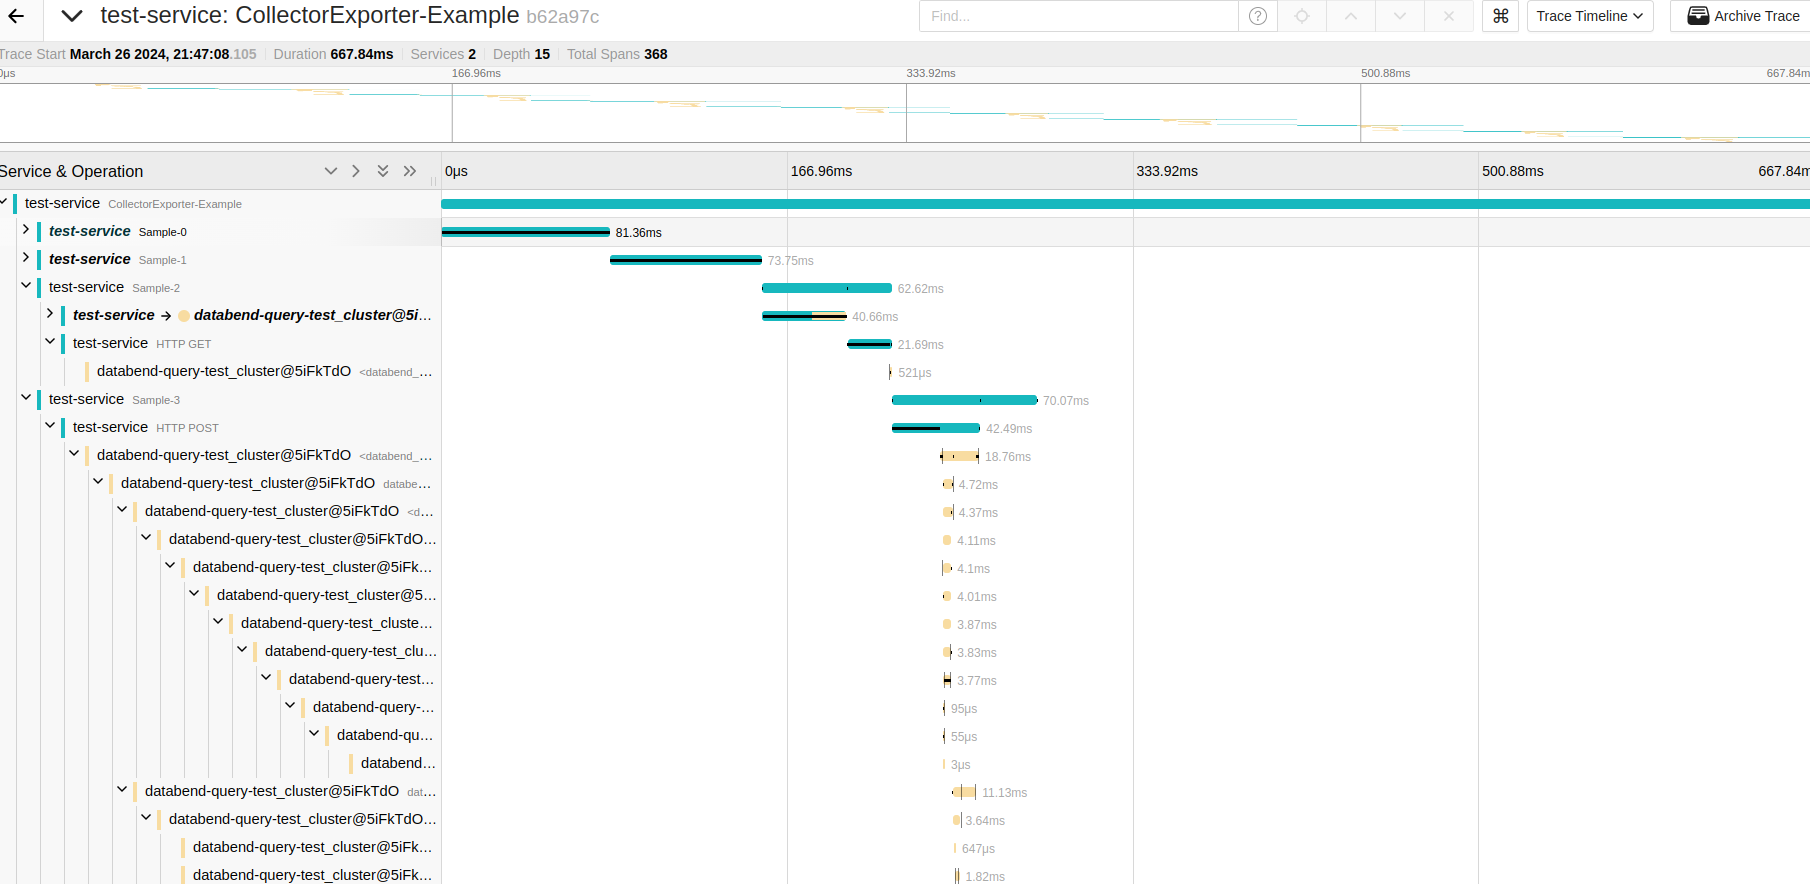 test-service: CollectorExporter-Example b62a97c
Find...
Trace Timeline
Archive Trace
Trace Start March 26 2024, 21:47:08.105 Duration 667.84ms Services 2 Depth 15 Total Spans 368
0μs 166.96ms 333.92ms 500.88ms 667.84m
Service & Operation 0μs 166.96ms 333.92ms 500.88ms 667.84m
test-service CollectorExporter-Example
test-service Sample-0 81.36ms
test-service Sample-1 73.75ms
test-service Sample-2 62.62ms
test-service → databend-query-test_cluster@5i... 40.66ms
test-service HTTP GET 21.69ms
databend-query-test_cluster@5iFkTdO <databend_... 521μs
test-service Sample-3 70.07ms
test-service HTTP POST 42.49ms
databend-query-test_cluster@5iFkTdO <databend_... 18.76ms
databend-query-test_cluster@5iFkTdO databe... 4.72ms
databend-query-test_cluster@5iFkTdO <d... 4.37ms
databend-query-test_cluster@5iFkTdO... 4.11ms
databend-query-test_cluster@5iFk... 4.1ms
databend-query-test_cluster@5... 4.01ms
databend-query-test_cluste... 3.87ms
databend-query-test_clu... 3.83ms
databend-query-test... 3.77ms
databend-query-... 95μs
databend-qu... 55μs
databend... 3μs
databend-query-test_cluster@5iFkTdO dat... 11.13ms
databend-query-test_cluster@5iFkTdO... 3.64ms
databend-query-test_cluster@5iFk... 647μs
databend-query-test_cluster@5iFk... 1.82ms